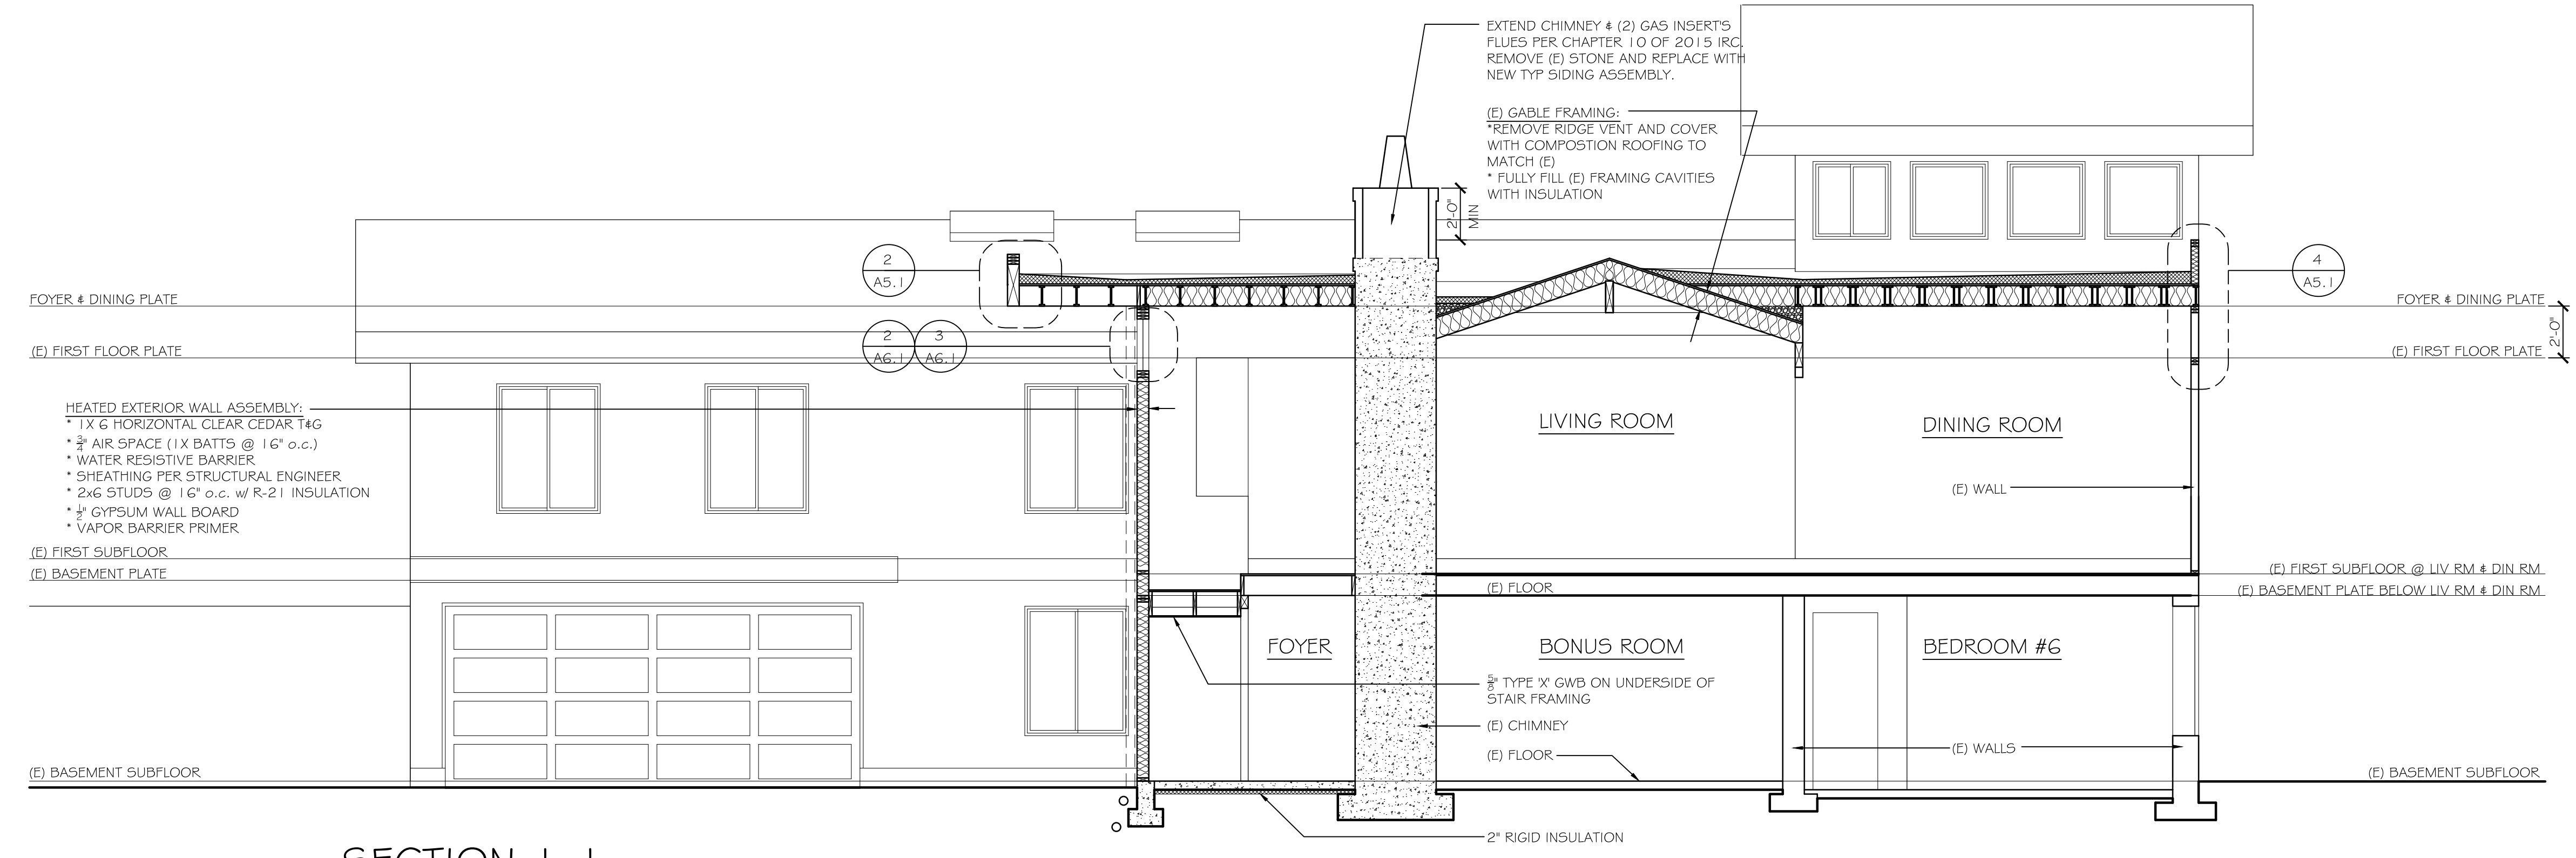 EXTEND CHIMNEY & (2) GAS INSERT'S
FLUES PER CHAPTER 10 OF 2015 IRC.
REMOVE (E) STONE AND REPLACE WITH
NEW TYP SIDING ASSEMBLY.
(E) GABLE FRAMING:
*REMOVE RIDGE VENT AND COVER
WITH COMPOSTION ROOFING TO
MATCH (E)
* FULLY FILL (E) FRAMING CAVITIES
WITH INSULATION
2'-0"
MIN
2
A5.1
4
A5.1
FOYER & DINING PLATE
FOYER & DINING PLATE
2'-0"
2
A6.1
3
A6.1
(E) FIRST FLOOR PLATE
(E) FIRST FLOOR PLATE
HEATED EXTERIOR WALL ASSEMBLY:
* 1X 6 HORIZONTAL CLEAR CEDAR T&G
* 3/4" AIR SPACE (1X BATTS @ 16" o.c.)
* WATER RESISTIVE BARRIER
* SHEATHING PER STRUCTURAL ENGINEER
* 2x6 STUDS @ 16" o.c. w/ R-21 INSULATION
* 1/2" GYPSUM WALL BOARD
* VAPOR BARRIER PRIMER
LIVING ROOM
DINING ROOM
(E) WALL
(E) FIRST SUBFLOOR
(E) BASEMENT PLATE
(E) FIRST SUBFLOOR @ LIV RM & DIN RM
(E) BASEMENT PLATE BELOW LIV RM & DIN RM
(E) FLOOR
FOYER
BONUS ROOM
BEDROOM #6
5/8" TYPE 'X' GWB ON UNDERSIDE OF
STAIR FRAMING
(E) CHIMNEY
(E) FLOOR
(E) WALLS
(E) BASEMENT SUBFLOOR
(E) BASEMENT SUBFLOOR
2" RIGID INSULATION